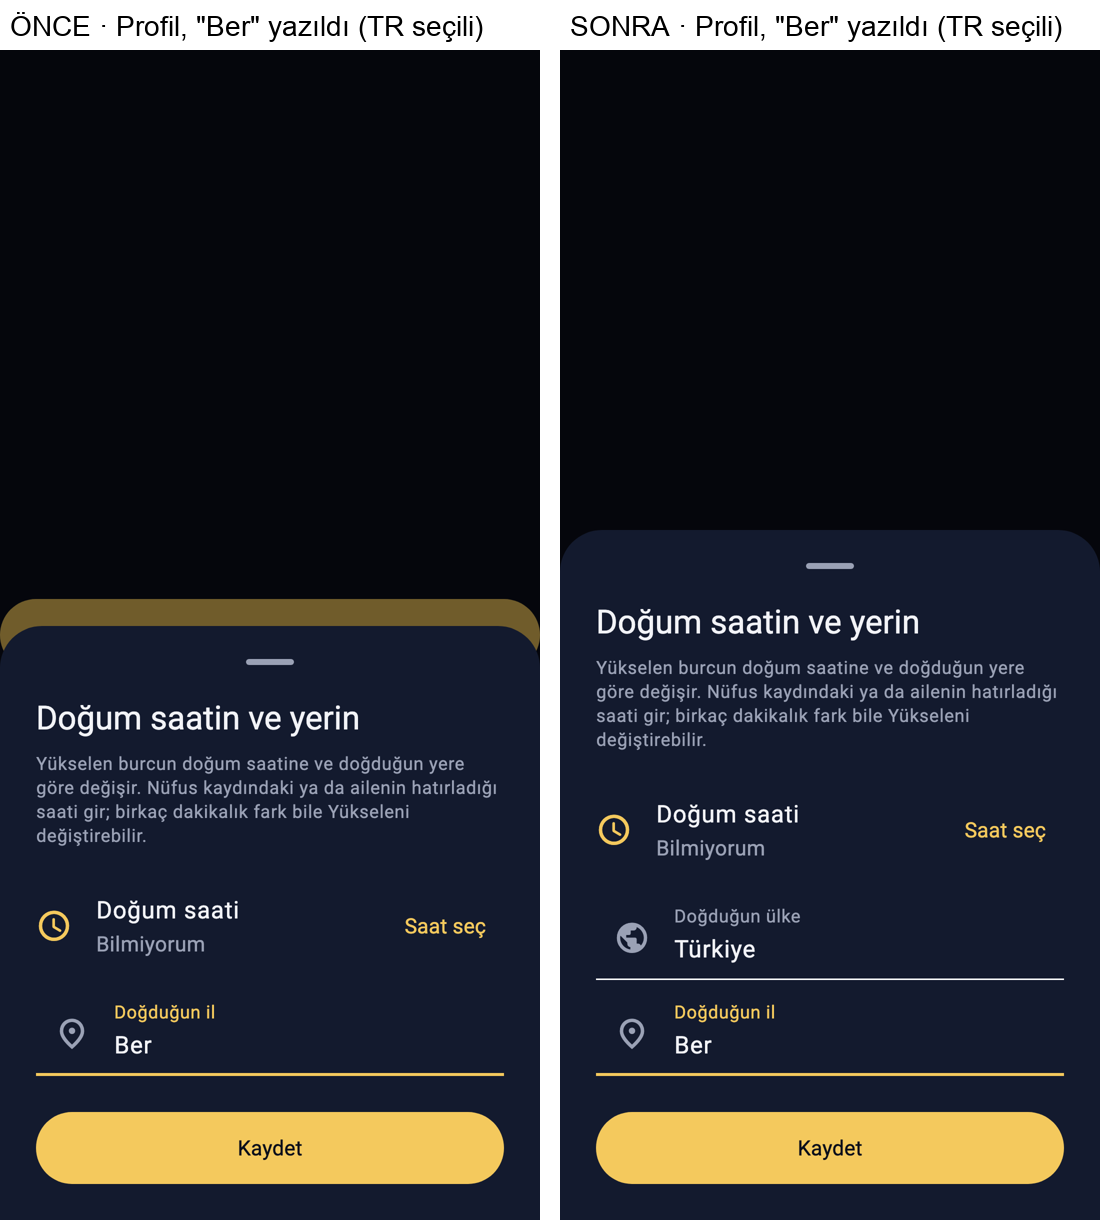 ÖNCE · Profil, "Ber" yazıldı (TR seçili)
Doğum saatin ve yerin
Yükselen burcun doğum saatine ve doğduğun yere
göre değişir. Nüfus kaydındaki ya da ailenin hatırladığı
saati gir; birkaç dakikalık fark bile Yükseleni
değiştirebilir.
Doğum saati
Bilmiyorum
Saat seç
Doğduğun il
Ber
Kaydet
SONRA · Profil, "Ber" yazıldı (TR seçili)
Doğum saatin ve yerin
Yükselen burcun doğum saatine ve doğduğun yere
göre değişir. Nüfus kaydındaki ya da ailenin hatırladığı
saati gir; birkaç dakikalık fark bile Yükseleni
değiştirebilir.
Doğum saati
Bilmiyorum
Saat seç
Doğduğun ülke
Türkiye
Doğduğun il
Ber
Kaydet